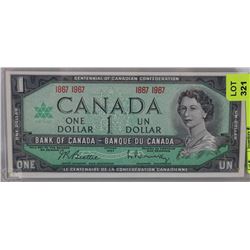 CENTENNIAL OF CANADIAN CONFEDERATION
1 1867 1967 1867 1967
CANADA
ONE DOLLAR 1 UN DOLLAR
BANK OF CANADA - BANQUE DU CANADA
ONE UN
LE CENTENAIRE DE LA CONFÉDÉRATION CANADIENNE
LOT 321